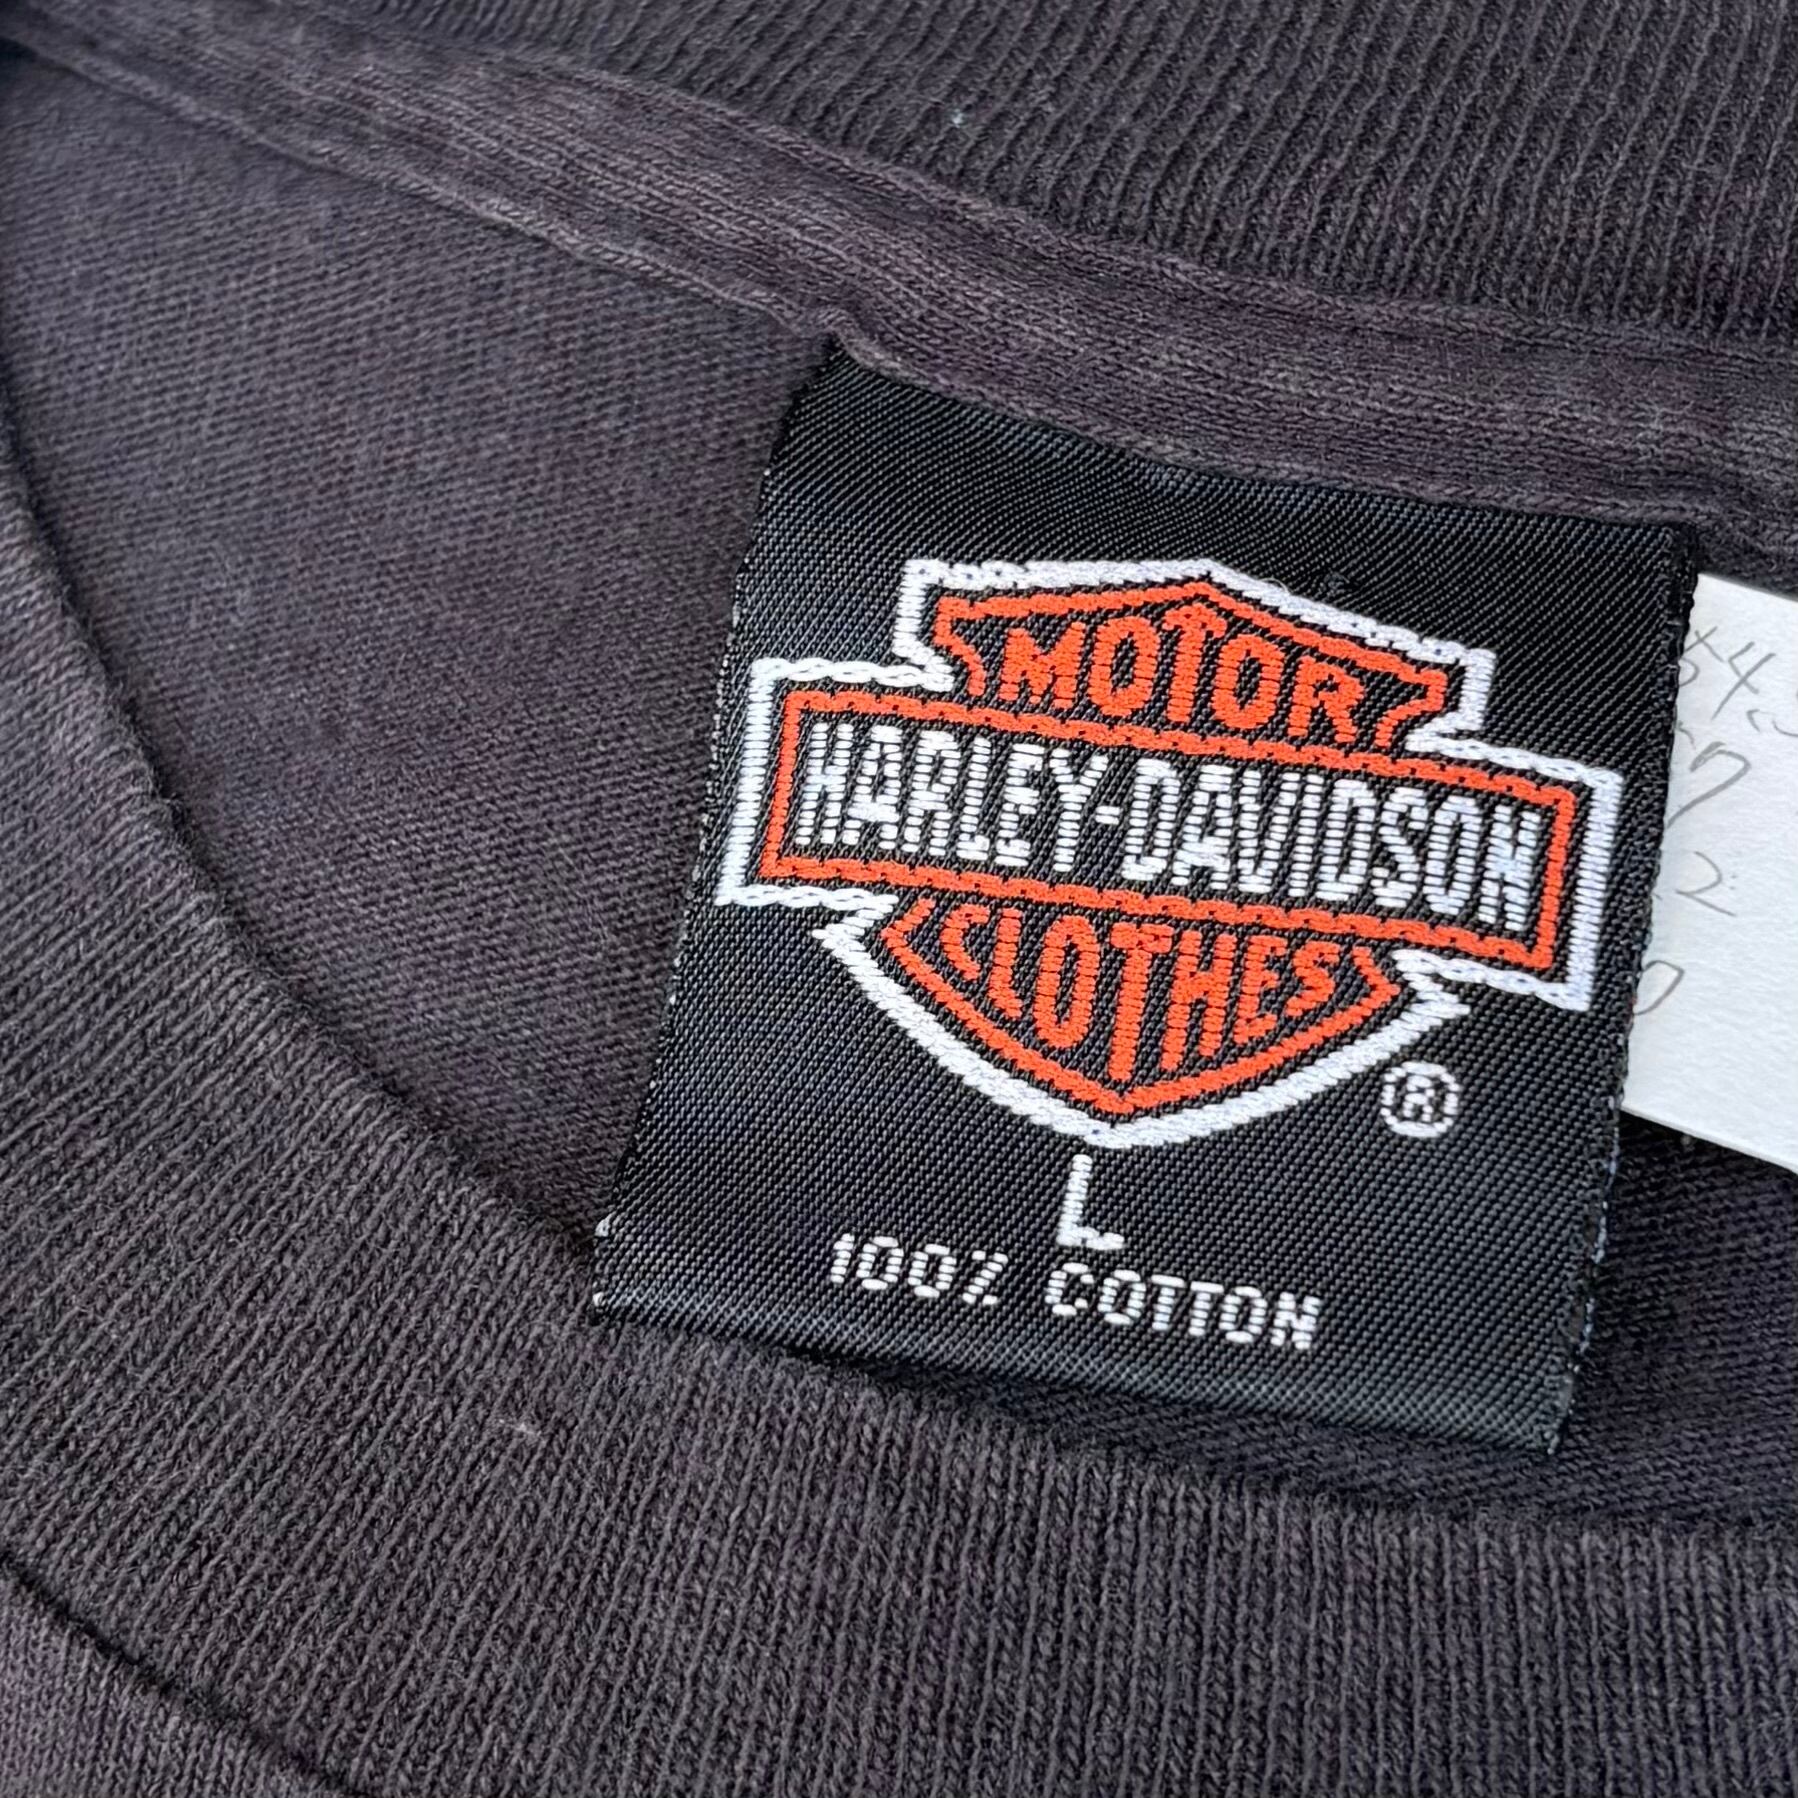 MOTOR
HARLEY-DAVIDSON
CLOTHES
®
L
100% COTTON